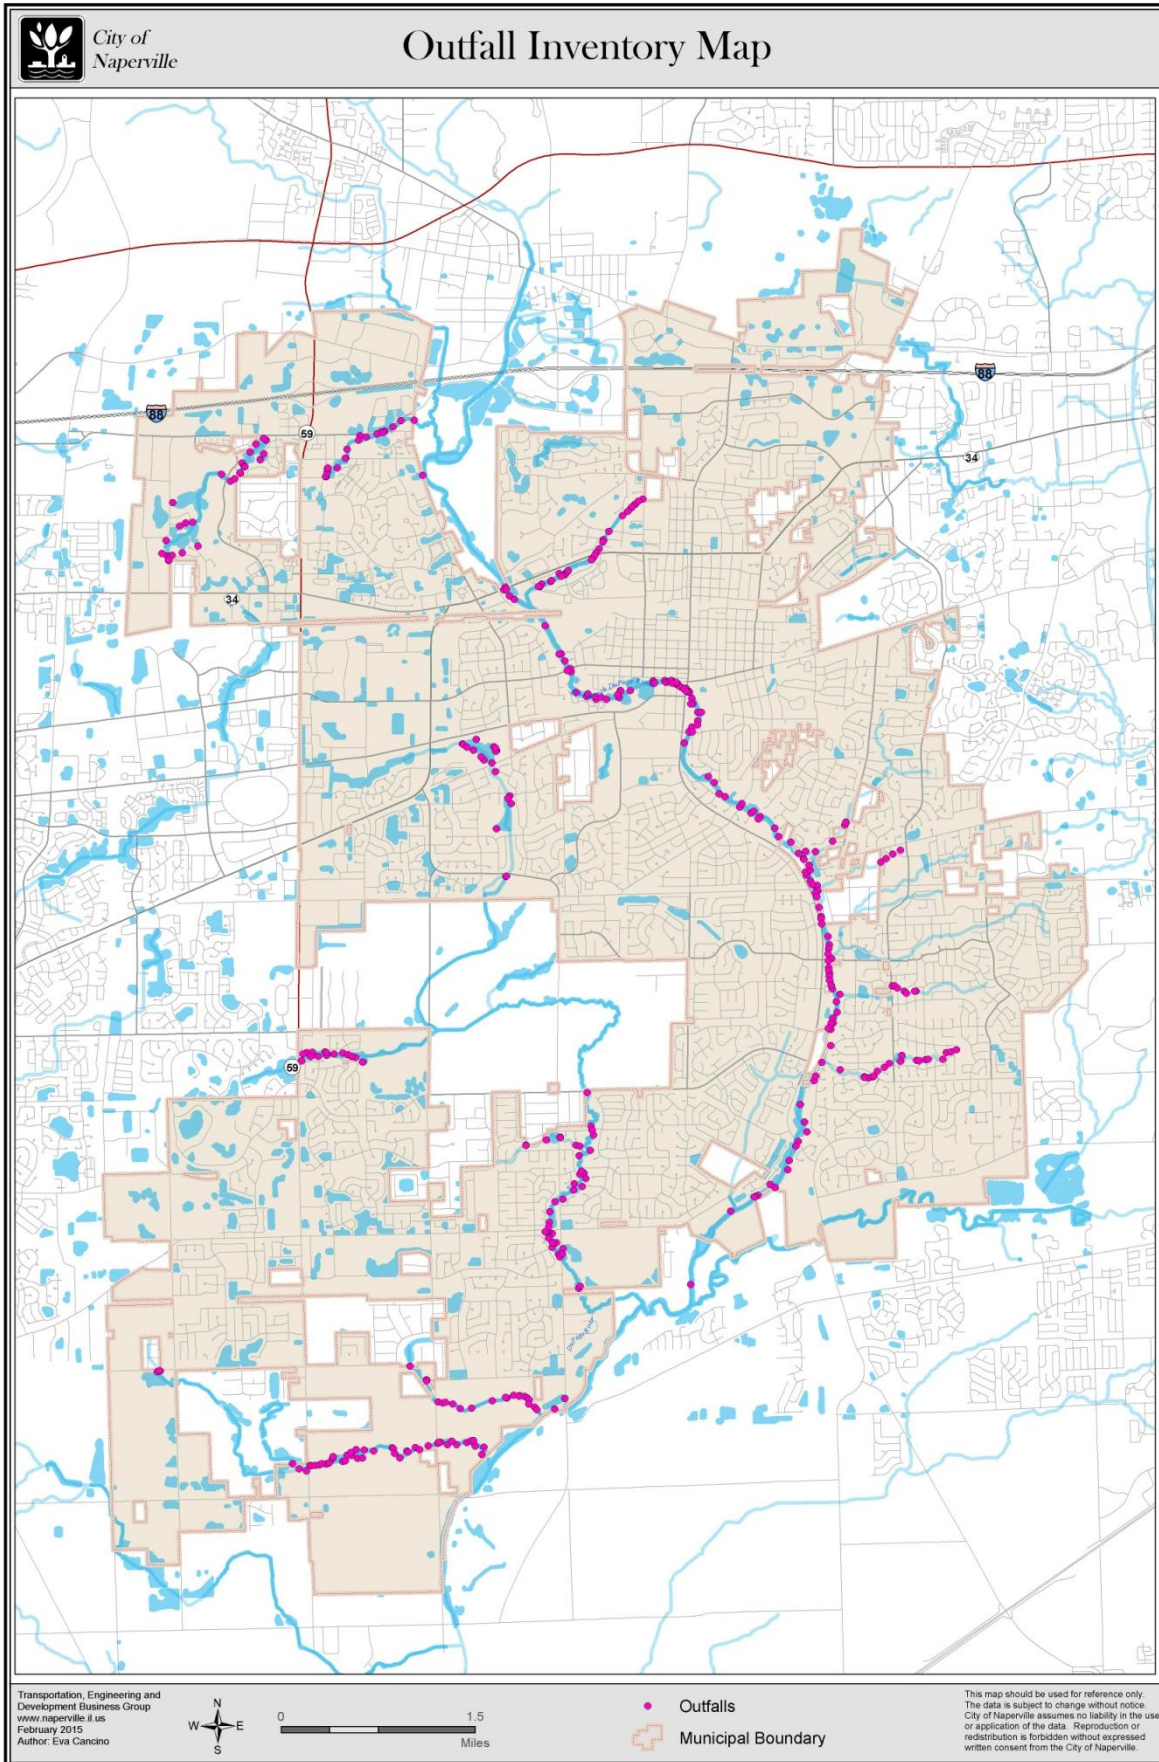 City of
Naperville
Outfall Inventory Map
88
88
59
34
34
DuPage River
59
DuPage River
Transportation, Engineering and
Development Business Group
www.naperville.il.us
February 2015
Author: Eva Cancino
N
W E
S
0 1.5
Miles
Outfalls
Municipal Boundary
This map should be used for reference only.
The data is subject to change without notice.
City of Naperville assumes no liability in the use
or application of the data. Reproduction or
redistribution is forbidden without expressed
written consent from the City of Naperville.